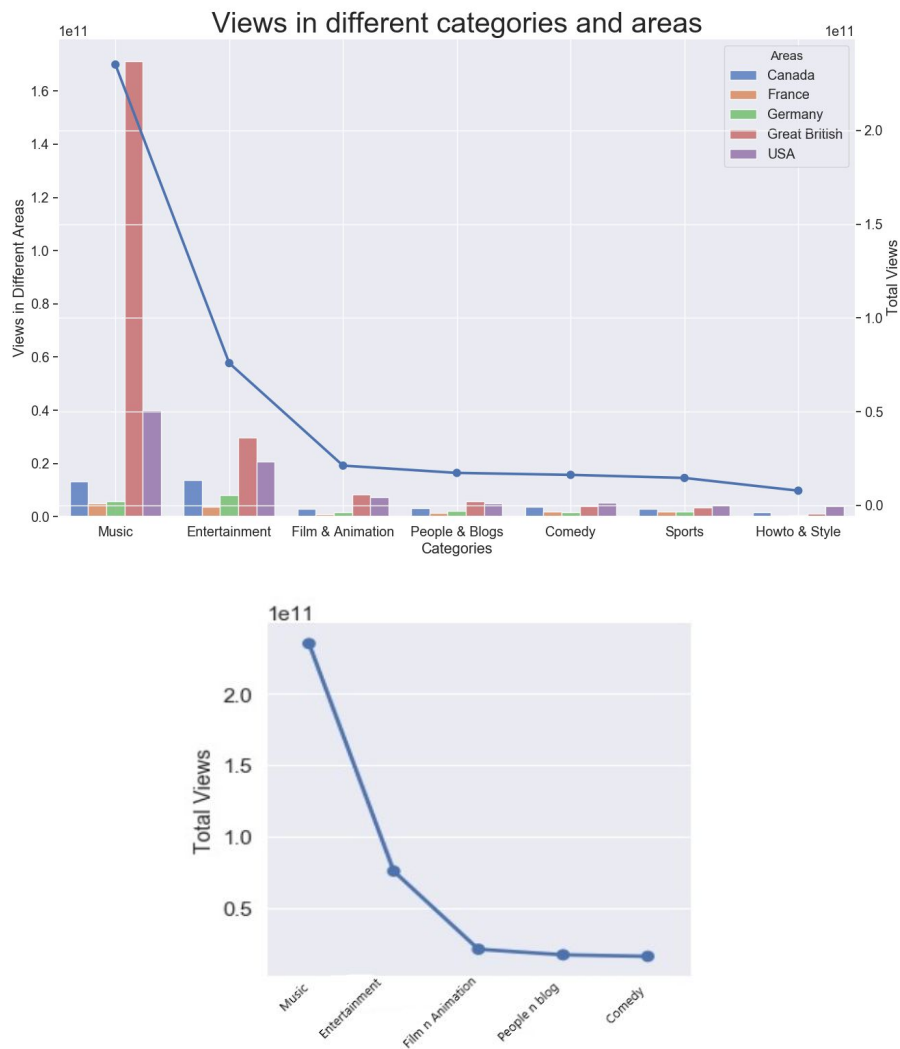 Views in different categories and areas
1e11
1e11
Areas
Canada
France
Germany
Great British
USA
1.6
1.4
1.2
1.0
0.8
0.6
0.4
0.2
0.0
Views in Different Areas
2.0
1.5
1.0
0.5
0.0
Total Views
Music
Entertainment
Film & Animation
People & Blogs
Comedy
Sports
Howto & Style
Categories
1e11
2.0
1.5
1.0
0.5
Total Views
Music
Entertainment
Film n Animation
People n blog
Comedy